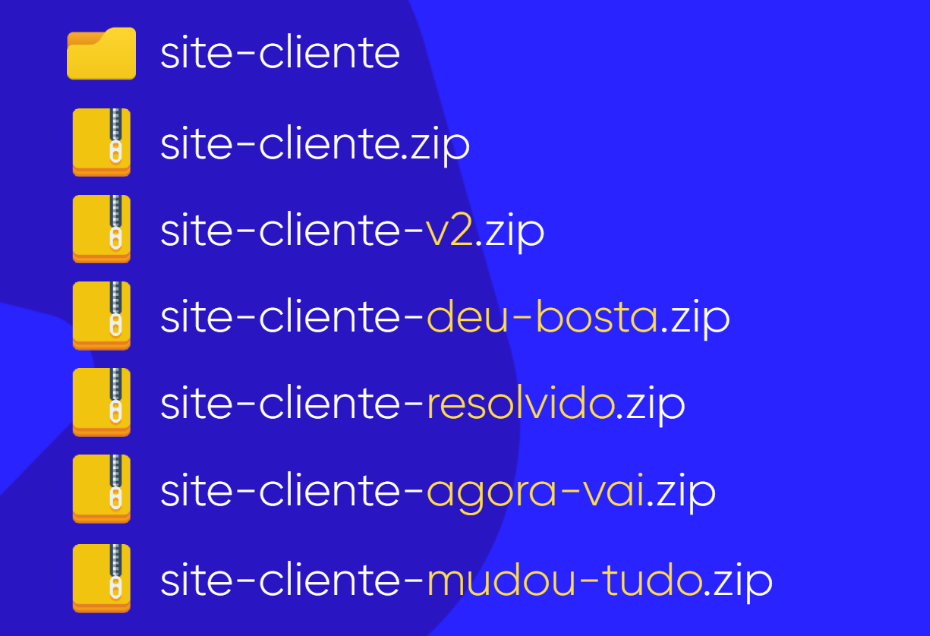 site-cliente
site-cliente.zip
site-cliente-v2.zip
site-cliente-deu-bosta.zip
site-cliente-resolvido.zip
site-cliente-agora-vai.zip
site-cliente-mudou-tudo.zip